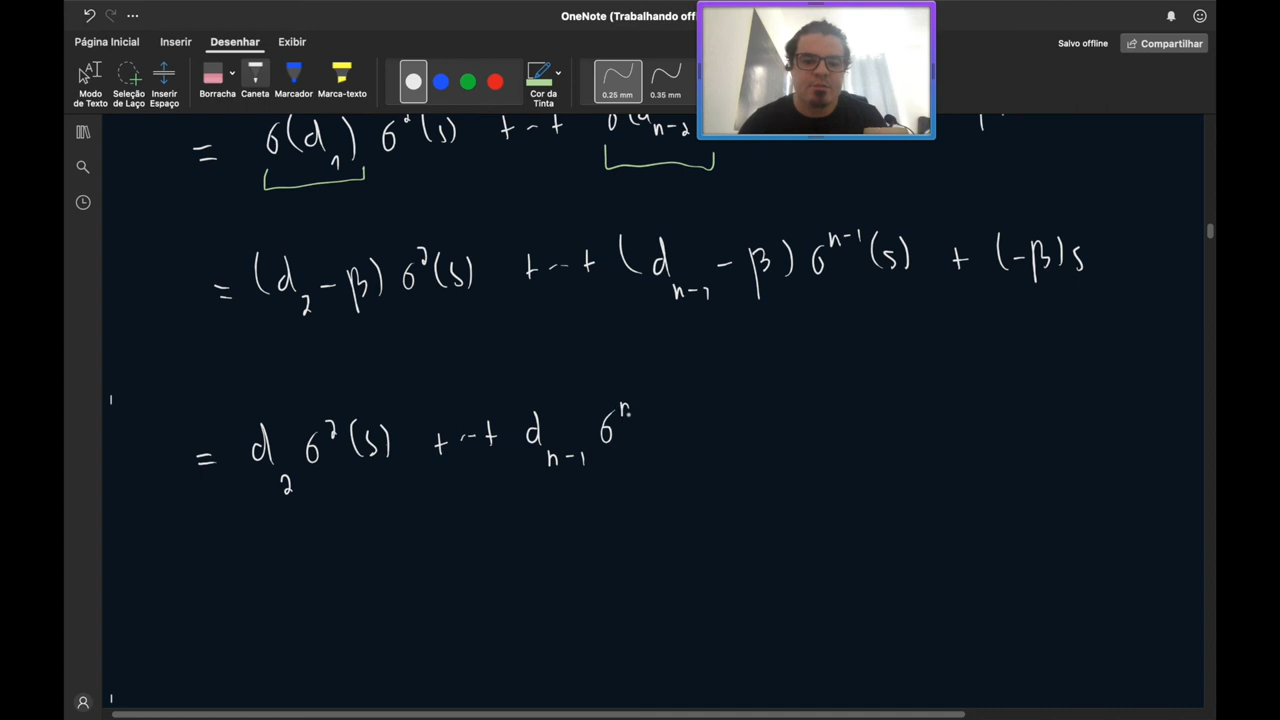 OneNote (Trabalhando off
Página Inicial Inserir Desenhar Exibir
Salvo offline Compartilhar
Modo de Texto Seleção de Laço Inserir Espaço Borracha Caneta Marcador Marca-texto Cor da Tinta 0.25 mm 0.35 mm
= σ(d₁) σ²(s) + ⋯ + σ(d
= (d₂ - β) σ²(s) + ⋯ + (dₙ₋₁ - β) σⁿ⁻¹(s) + (-β)s
= d₂ σ²(s) + ⋯ + dₙ₋₁ σⁿ